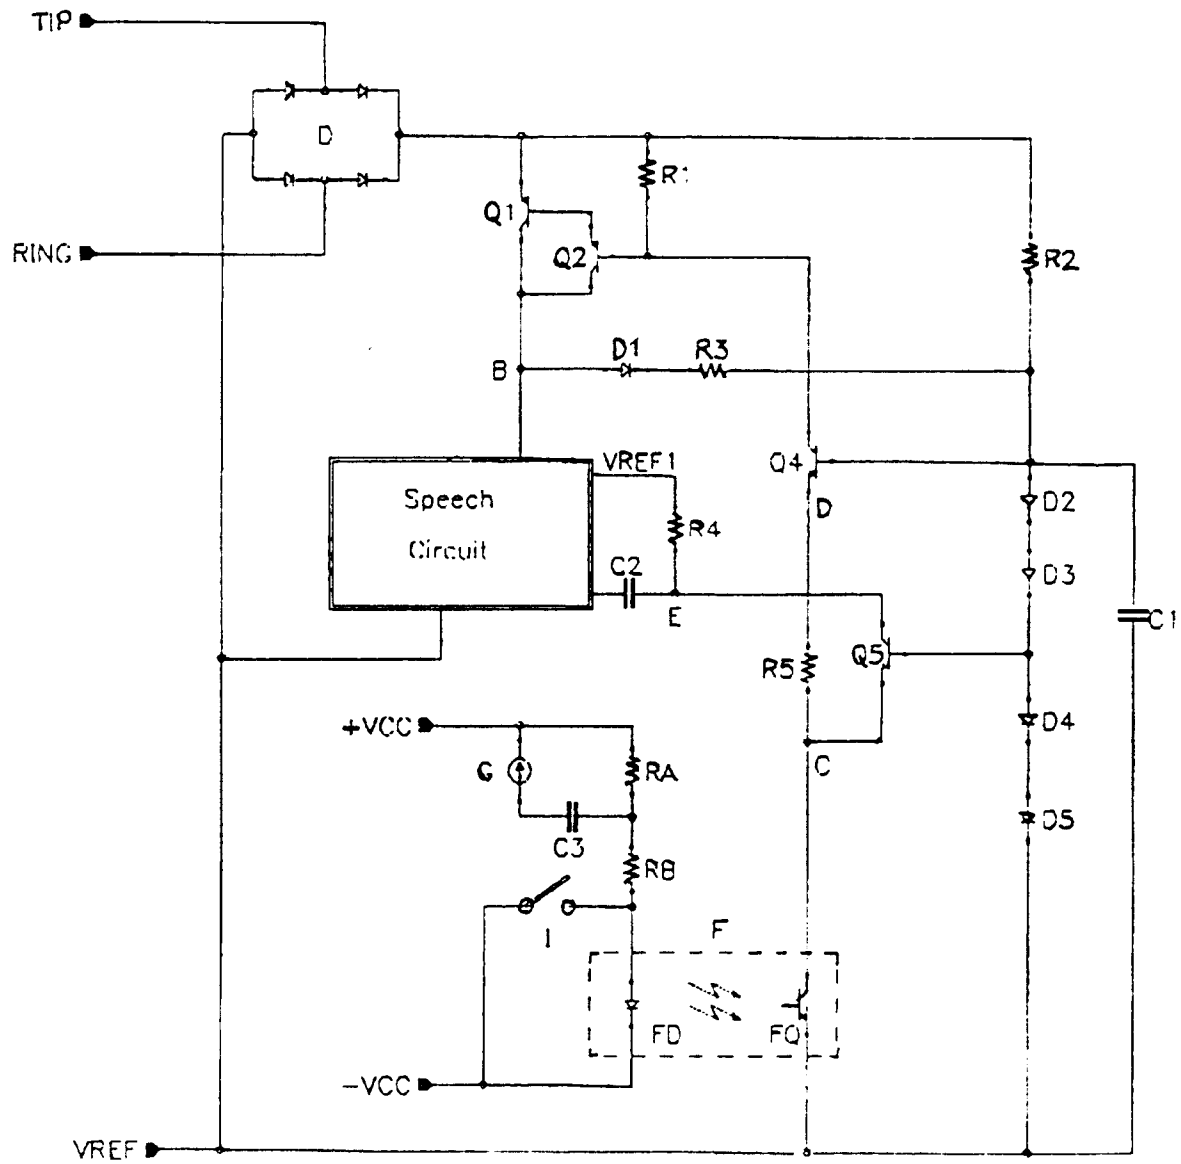 TIP
D
R1
Q1
Q2
RING
R2
D1
R3
B
VREF1
Q4
Speech
Circuit
D
D2
R4
C2
D3
E
C1
R5
Q5
+VCC
D4
C
G
RA
D5
C3
RB
I
F
FD
FQ
-VCC
VREF